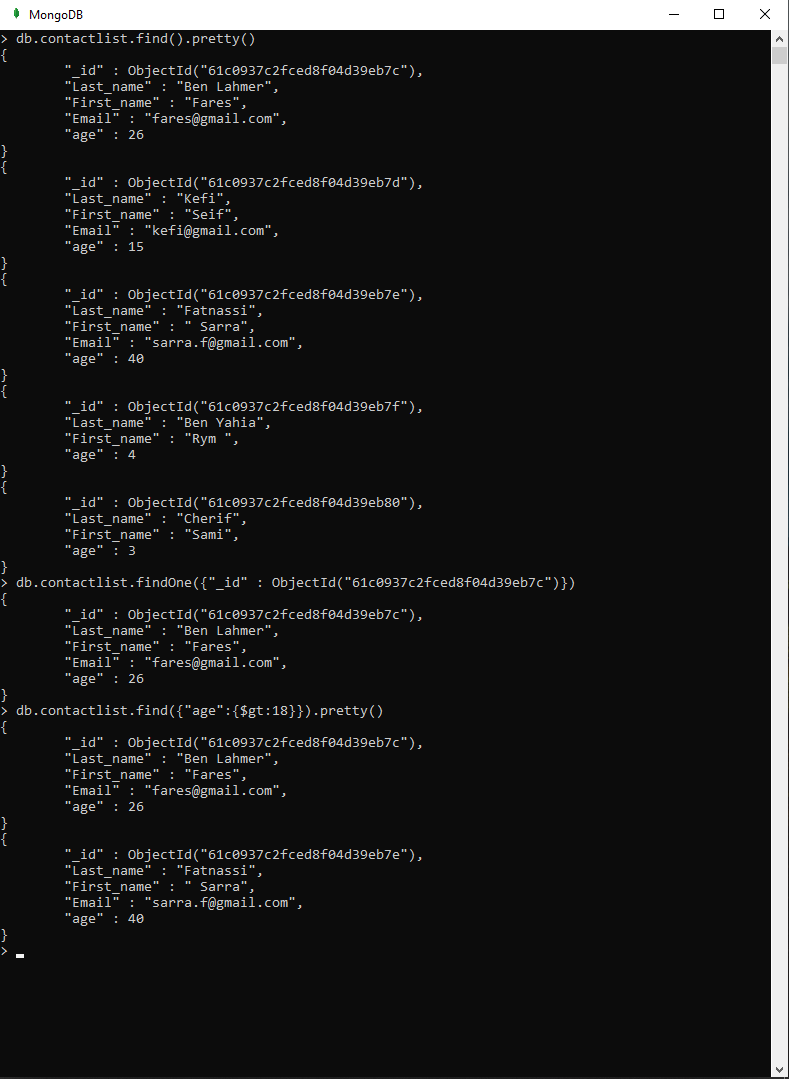 MongoDB
> db.contactlist.find().pretty()
{
        "_id" : ObjectId("61c0937c2fced8f04d39eb7c"),
        "Last_name" : "Ben Lahmer",
        "First_name" : "Fares",
        "Email" : "fares@gmail.com",
        "age" : 26
}
{
        "_id" : ObjectId("61c0937c2fced8f04d39eb7d"),
        "Last_name" : "Kefi",
        "First_name" : "Seif",
        "Email" : "kefi@gmail.com",
        "age" : 15
}
{
        "_id" : ObjectId("61c0937c2fced8f04d39eb7e"),
        "Last_name" : "Fatnassi",
        "First_name" : " Sarra",
        "Email" : "sarra.f@gmail.com",
        "age" : 40
}
{
        "_id" : ObjectId("61c0937c2fced8f04d39eb7f"),
        "Last_name" : "Ben Yahia",
        "First_name" : "Rym ",
        "age" : 4
}
{
        "_id" : ObjectId("61c0937c2fced8f04d39eb80"),
        "Last_name" : "Cherif",
        "First_name" : "Sami",
        "age" : 3
}
> db.contactlist.findOne({"_id" : ObjectId("61c0937c2fced8f04d39eb7c")})
{
        "_id" : ObjectId("61c0937c2fced8f04d39eb7c"),
        "Last_name" : "Ben Lahmer",
        "First_name" : "Fares",
        "Email" : "fares@gmail.com",
        "age" : 26
}
> db.contactlist.find({"age":{$gt:18}}).pretty()
{
        "_id" : ObjectId("61c0937c2fced8f04d39eb7c"),
        "Last_name" : "Ben Lahmer",
        "First_name" : "Fares",
        "Email" : "fares@gmail.com",
        "age" : 26
}
{
        "_id" : ObjectId("61c0937c2fced8f04d39eb7e"),
        "Last_name" : "Fatnassi",
        "First_name" : " Sarra",
        "Email" : "sarra.f@gmail.com",
        "age" : 40
}
>